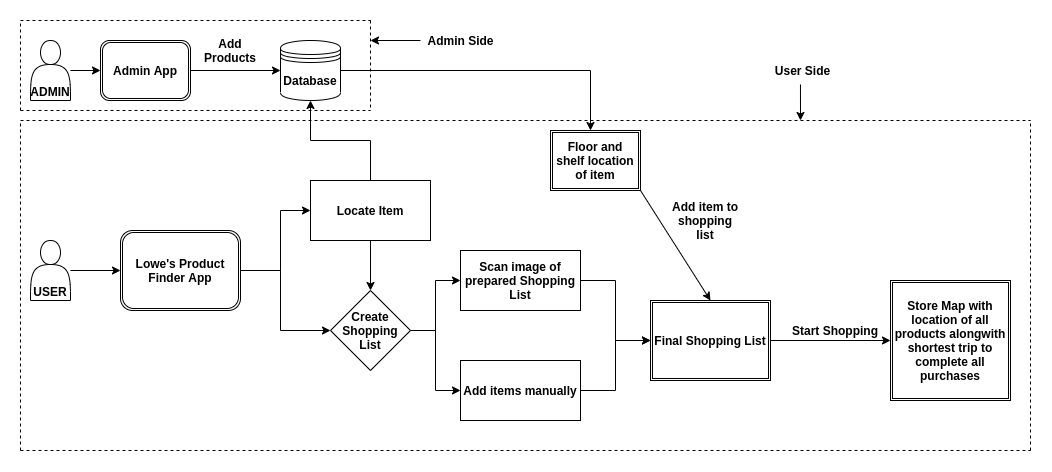 Add
Products
Admin Side
Admin App
Database
ADMIN
User Side
Floor and
shelf location
of item
Locate Item
Add item to
shopping
list
Lowe's Product
Finder App
USER
Scan image of
prepared Shopping
List
Create
Shopping
List
Final Shopping List
Start Shopping
Store Map with
location of all
products alongwith
shortest trip to
complete all
purchases
Add items manually